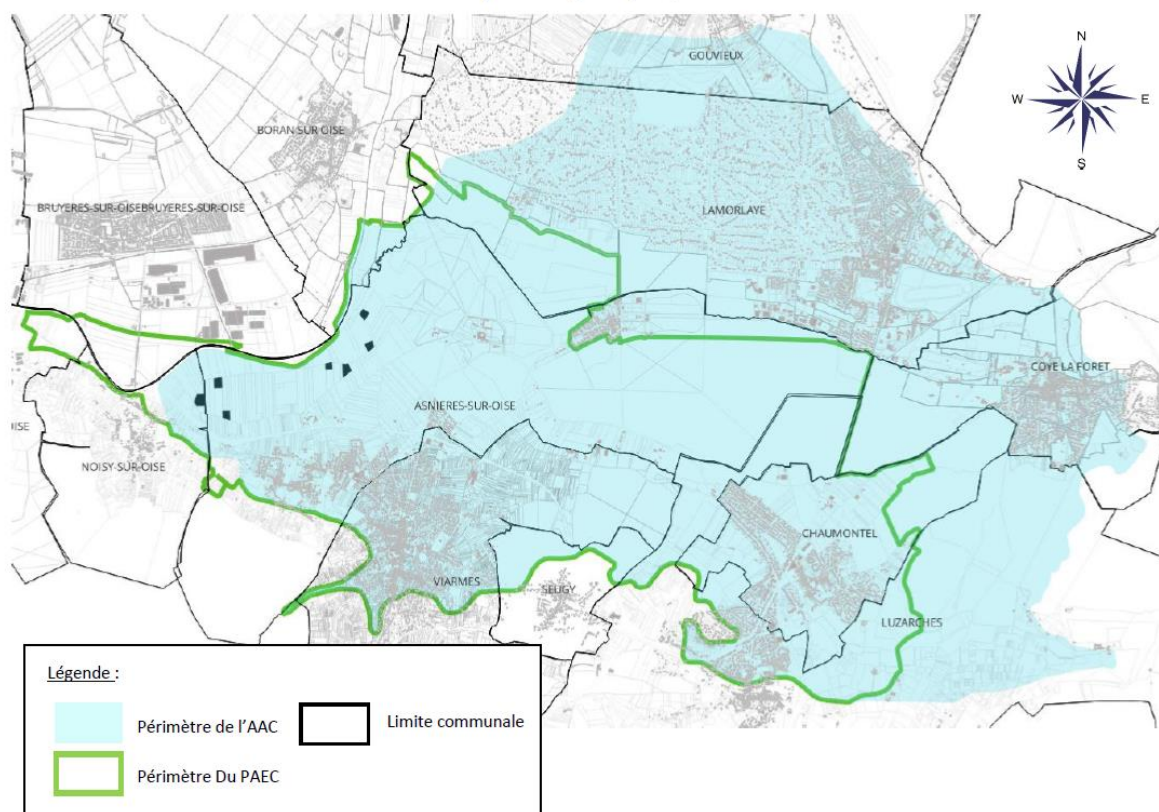 GOUVIEUX
N
W
E
S
BORAN SUR OISE
BRUYERES-SUR-OISEBRUYERES-SUR-OISE
LAMORLAYE
COYE LA FORET
ASNIERES-SUR-OISE
OISE
NOISY-SUR-OISE
CHAUMONTEL
VIARMES
SEUGY
LUZARCHES
Légende :
Périmètre de l'AAC
Limite communale
Périmètre Du PAEC